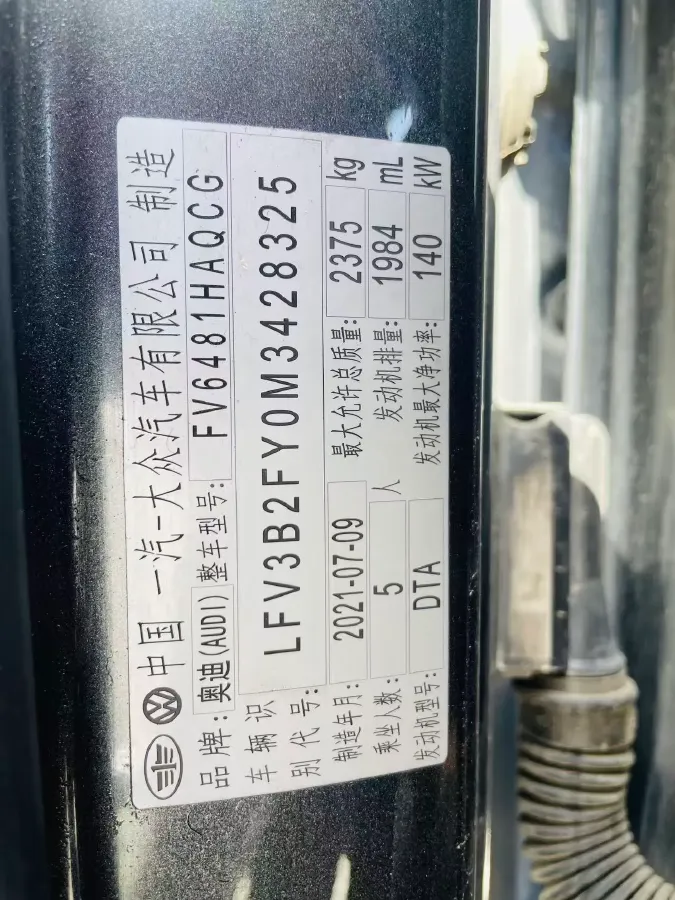 中国 一汽-大众汽车有限公司 制造
品牌: 奥迪(AUDI) 整车型号: FV6481HAQCG
车辆识别代号: LFV3B2FY0M3428325
制造年月: 2021-07-09 最大允许总质量: 2375 kg
乘坐人数: 5 人 发动机排量: 1984 mL
发动机型号: DTA 发动机最大净功率: 140 kW